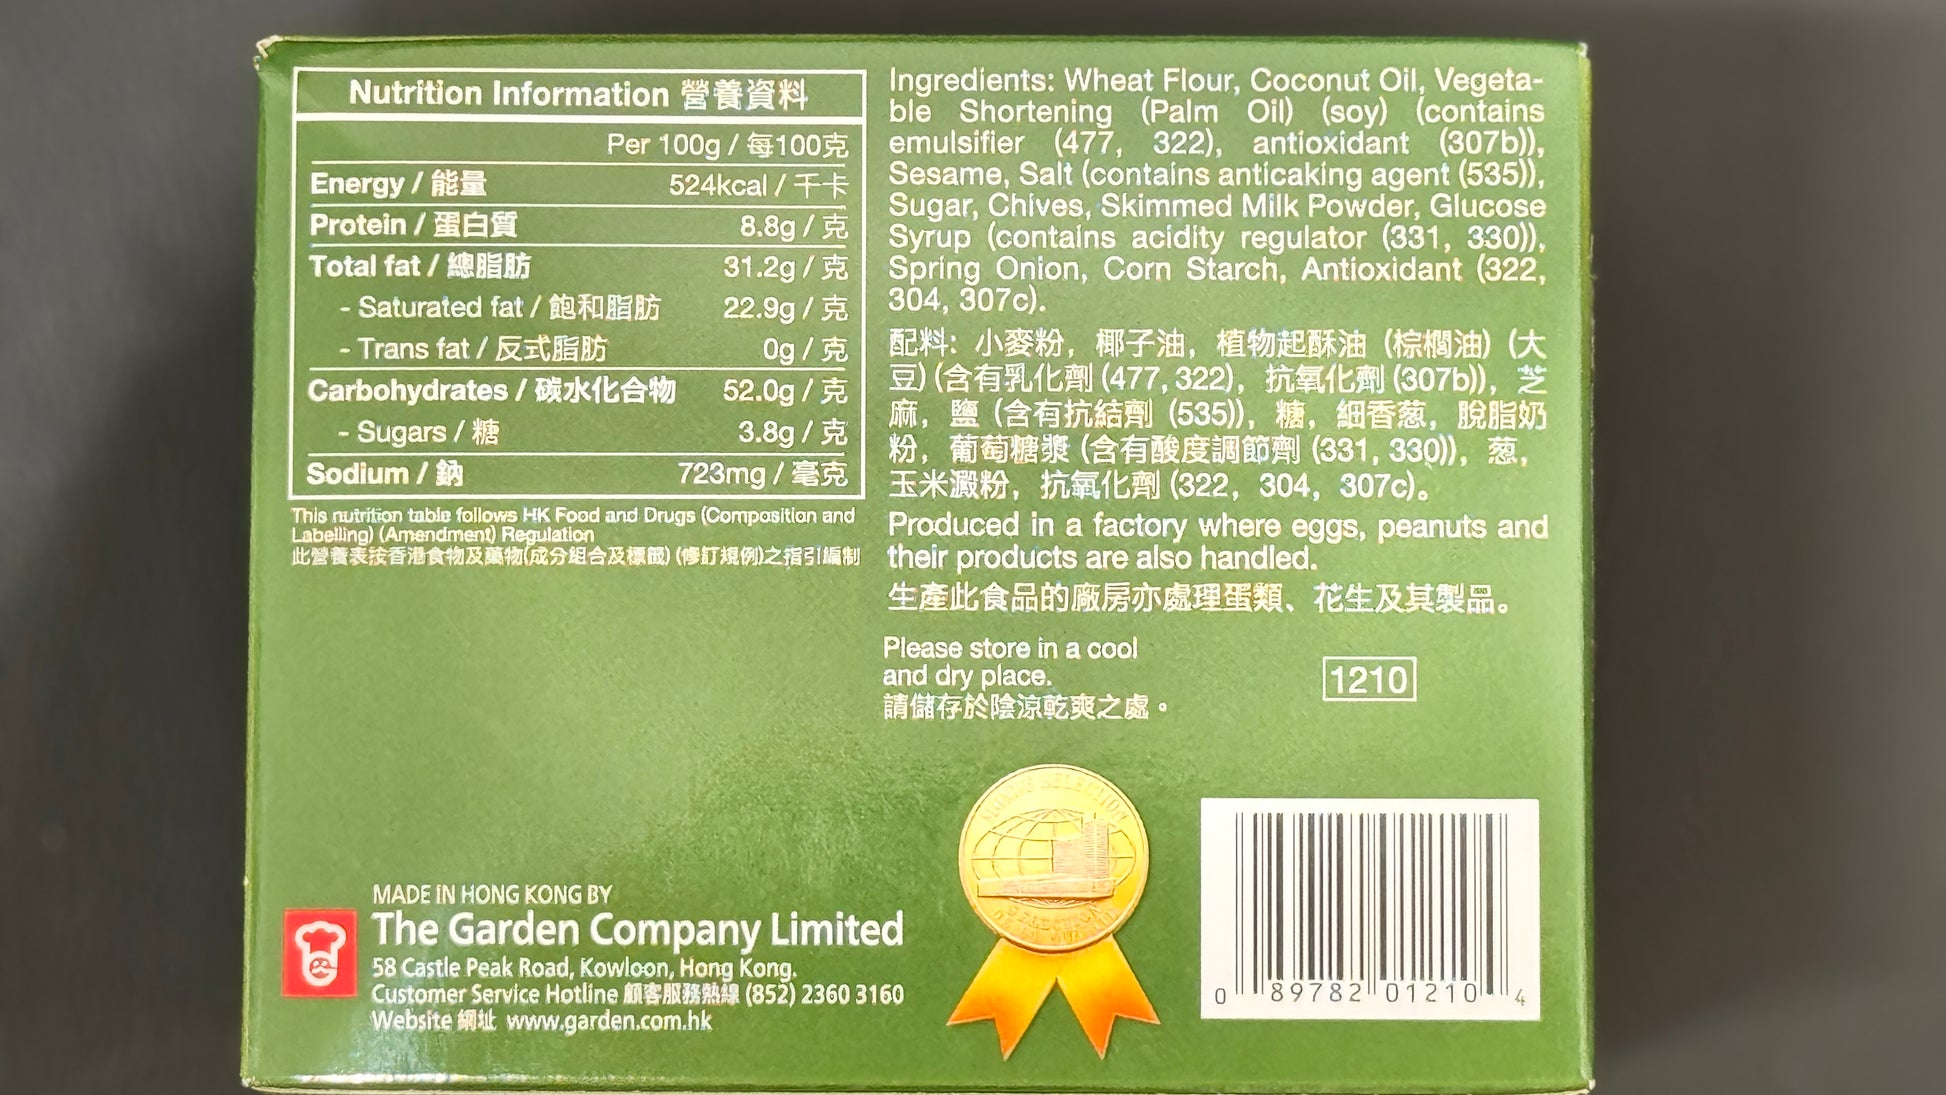 Nutrition Information 營養資料
Per 100g / 每100克
Energy / 能量 524kcal / 千卡
Protein / 蛋白質 8.8g / 克
Total fat / 總脂肪 31.2g / 克
- Saturated fat / 飽和脂肪 22.9g / 克
- Trans fat / 反式脂肪 0g / 克
Carbohydrates / 碳水化合物 52.0g / 克
- Sugars / 糖 3.8g / 克
Sodium / 鈉 723mg / 毫克
This nutrition table follows HK Food and Drugs (Composition and
Labelling) (Amendment) Regulation
此營養表按香港食物及藥物(成分組合及標籤) (修訂規例)之指引編制
Ingredients: Wheat Flour, Coconut Oil, Vegeta-
ble Shortening (Palm Oil) (soy) (contains
emulsifier (477, 322), antioxidant (307b)),
Sesame, Salt (contains anticaking agent (535)),
Sugar, Chives, Skimmed Milk Powder, Glucose
Syrup (contains acidity regulator (331, 330)),
Spring Onion, Corn Starch, Antioxidant (322,
304, 307c).
配料: 小麥粉, 椰子油, 植物起酥油 (棕櫚油) (大
豆) (含有乳化劑 (477, 322), 抗氧化劑 (307b)), 芝
麻, 鹽 (含有抗結劑 (535)), 糖, 細香葱, 脫脂奶
粉, 葡萄糖漿 (含有酸度調節劑 (331, 330)), 葱,
玉米澱粉, 抗氧化劑 (322, 304, 307c)。
Produced in a factory where eggs, peanuts and
their products are also handled.
生產此食品的廠房亦處理蛋類、花生及其製品。
Please store in a cool
and dry place.
請儲存於陰涼乾爽之處。
1210
MADE IN HONG KONG BY
The Garden Company Limited
58 Castle Peak Road, Kowloon, Hong Kong.
Customer Service Hotline 顧客服務熱線 (852) 2360 3160
Website 網址 www.garden.com.hk
0 89782 01210 4